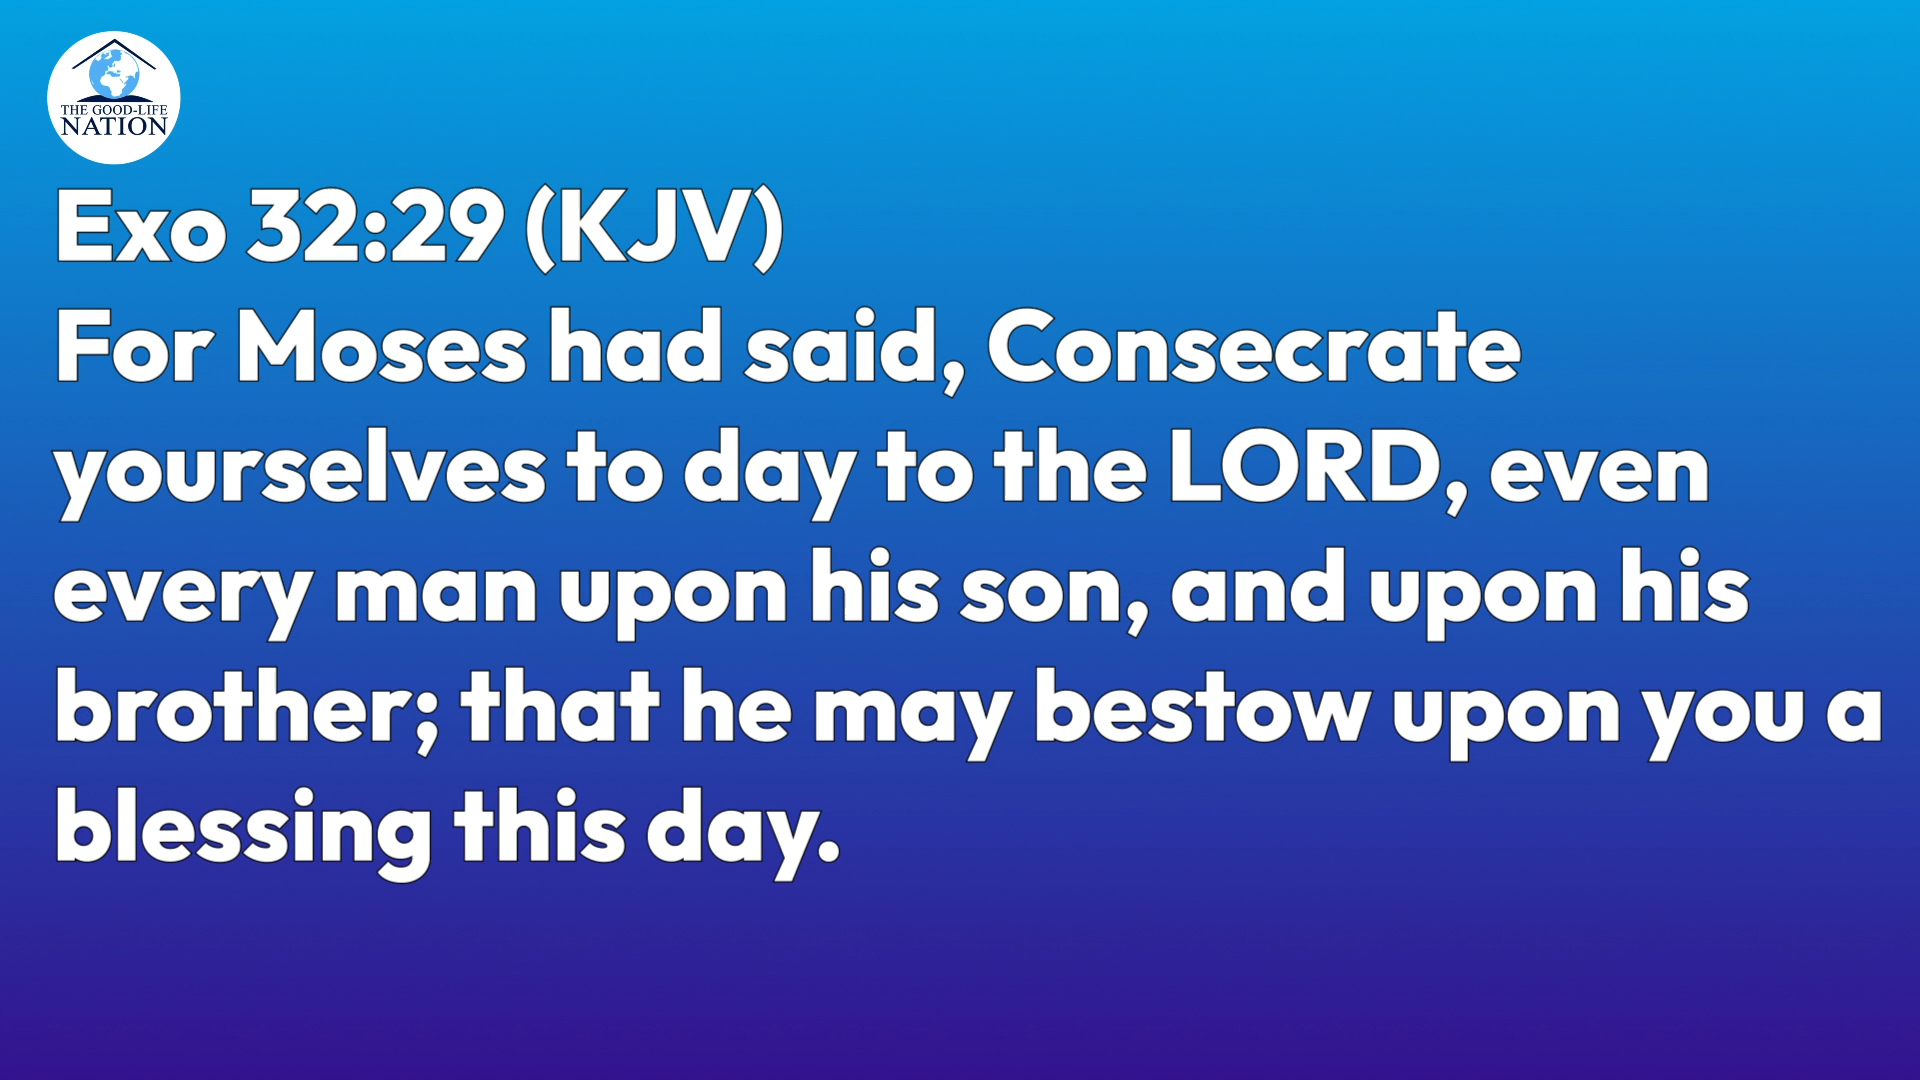 THE GOOD-LIFE
NATION
Exo 32:29 (KJV)
For Moses had said, Consecrate
yourselves to day to the LORD, even
every man upon his son, and upon his
brother; that he may bestow upon you a
blessing this day.